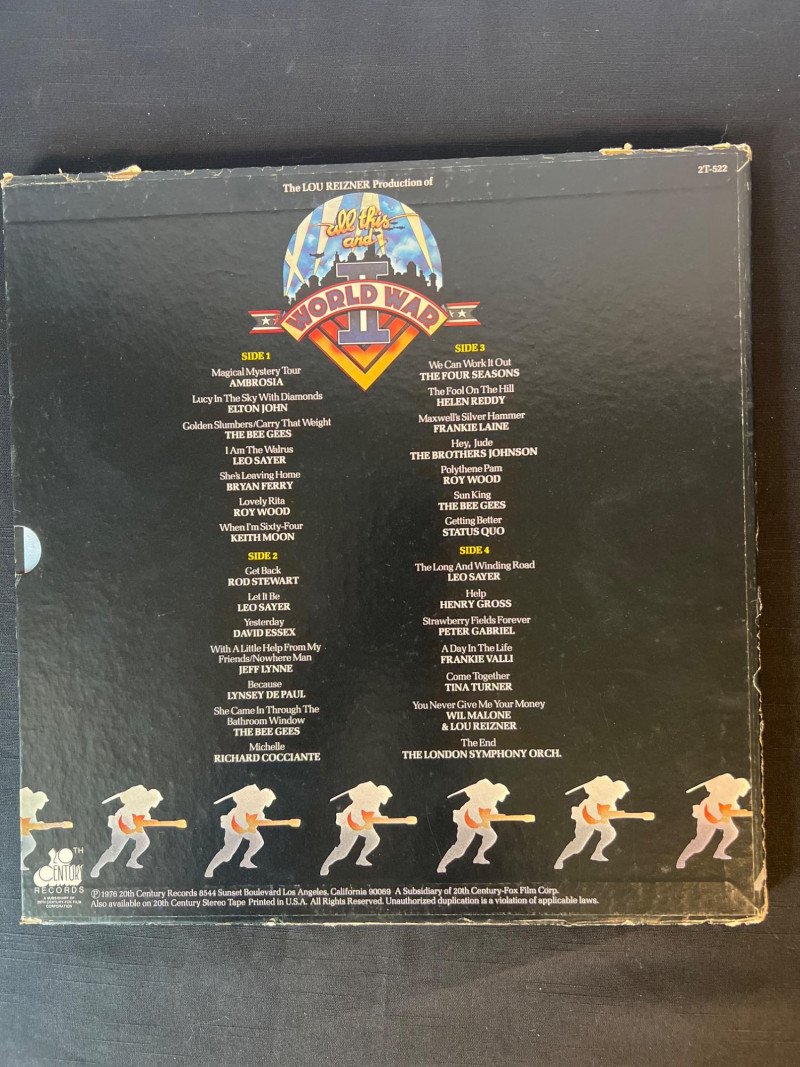 The LOU REIZNER Production of
2T-522
all this
and
II
WORLD WAR
SIDE 1
Magical Mystery Tour
AMBROSIA
Lucy In The Sky With Diamonds
ELTON JOHN
Golden Slumbers/Carry That Weight
THE BEE GEES
I Am The Walrus
LEO SAYER
She's Leaving Home
BRYAN FERRY
Lovely Rita
ROY WOOD
When I'm Sixty-Four
KEITH MOON
SIDE 2
Get Back
ROD STEWART
Let It Be
LEO SAYER
Yesterday
DAVID ESSEX
With A Little Help From My
Friends/Nowhere Man
JEFF LYNNE
Because
LYNSEY DE PAUL
She Came In Through The
Bathroom Window
THE BEE GEES
Michelle
RICHARD COCCIANTE
SIDE 3
We Can Work It Out
THE FOUR SEASONS
The Fool On The Hill
HELEN REDDY
Maxwell's Silver Hammer
FRANKIE LAINE
Hey, Jude
THE BROTHERS JOHNSON
Polythene Pam
ROY WOOD
Sun King
THE BEE GEES
Getting Better
STATUS QUO
SIDE 4
The Long And Winding Road
LEO SAYER
Help
HENRY GROSS
Strawberry Fields Forever
PETER GABRIEL
A Day In The Life
FRANKIE VALLI
Come Together
TINA TURNER
You Never Give Me Your Money
WIL MALONE
& LOU REIZNER
The End
THE LONDON SYMPHONY ORCH.
20TH
CENTURY
RECORDS
A SUBSIDIARY OF
20TH CENTURY-FOX FILM
CORPORATION
Ⓟ1976 20th Century Records 8544 Sunset Boulevard Los Angeles, California 90069 A Subsidiary of 20th Century-Fox Film Corp.
Also available on 20th Century Stereo Tape Printed in U.S.A. All Rights Reserved. Unauthorized duplication is a violation of applicable laws.